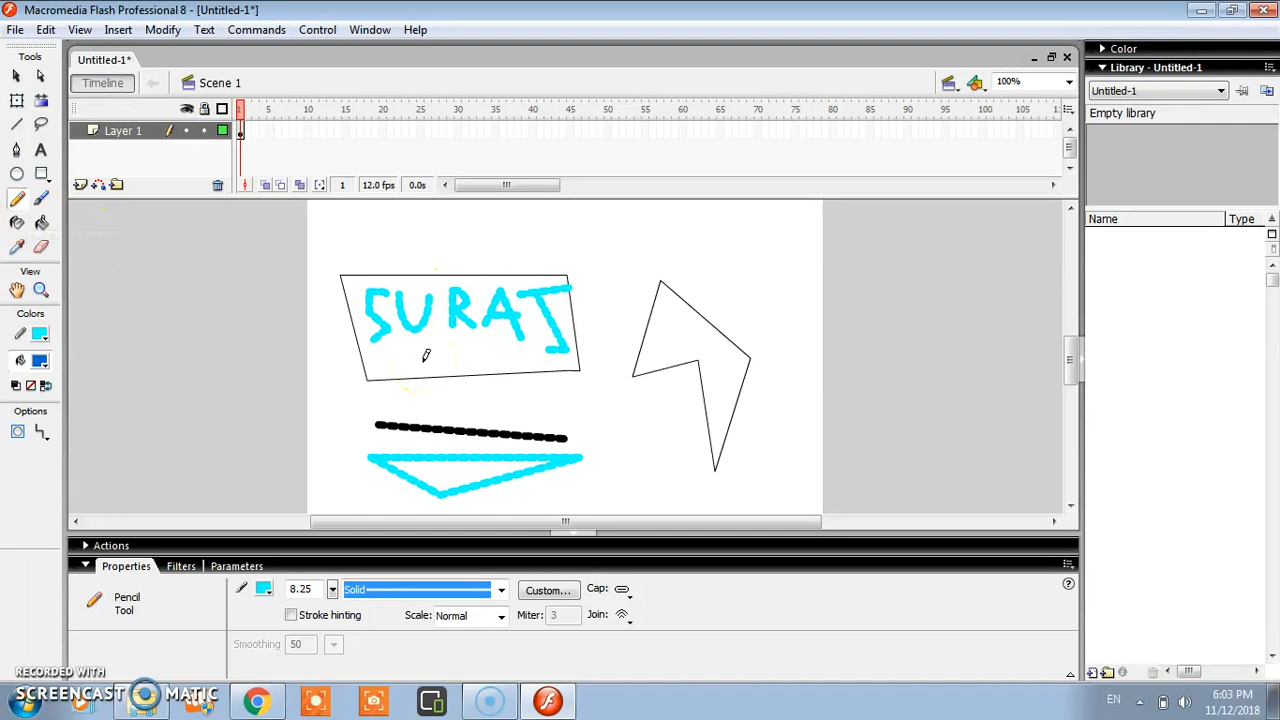 Macromedia Flash Professional 8 - [Untitled-1*]
File Edit View Insert Modify Text Commands Control Window Help
Tools
Untitled-1*
Timeline
Scene 1
100%
1 5 10 15 20 25 30 35 40 45 50 55 60 65 70 75 80 85 90 95 100 105
Layer 1
1 12.0 fps 0.0s
View
Colors
Options
SURAJ
Color
Library - Untitled-1
Untitled-1
Empty library
Name Type
Actions
Properties Filters Parameters
Pencil
Tool
8.25 Solid Custom... Cap:
Stroke hinting Scale: Normal Miter: 3 Join:
Smoothing 50
RECORDED WITH
SCREENCAST MATIC
EN
6:03 PM
11/12/2018